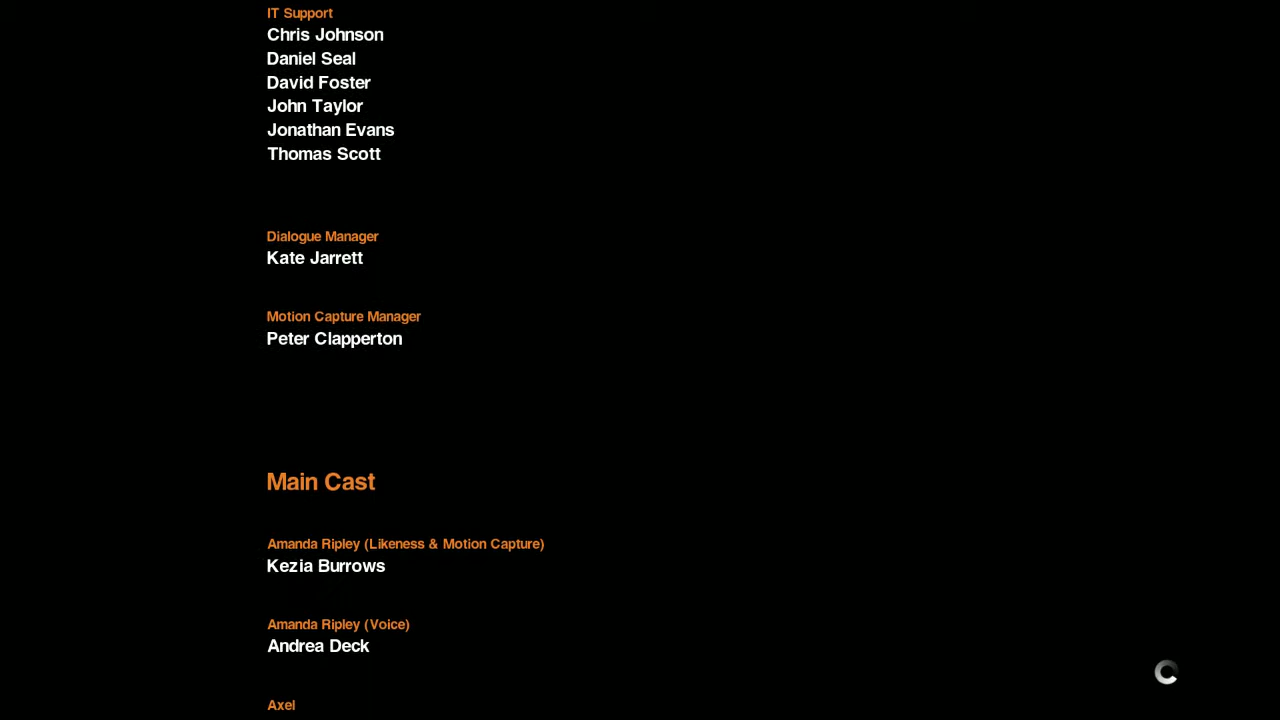 IT Support
Chris Johnson
Daniel Seal
David Foster
John Taylor
Jonathan Evans
Thomas Scott
Dialogue Manager
Kate Jarrett
Motion Capture Manager
Peter Clapperton
Main Cast
Amanda Ripley (Likeness & Motion Capture)
Kezia Burrows
Amanda Ripley (Voice)
Andrea Deck
Axel